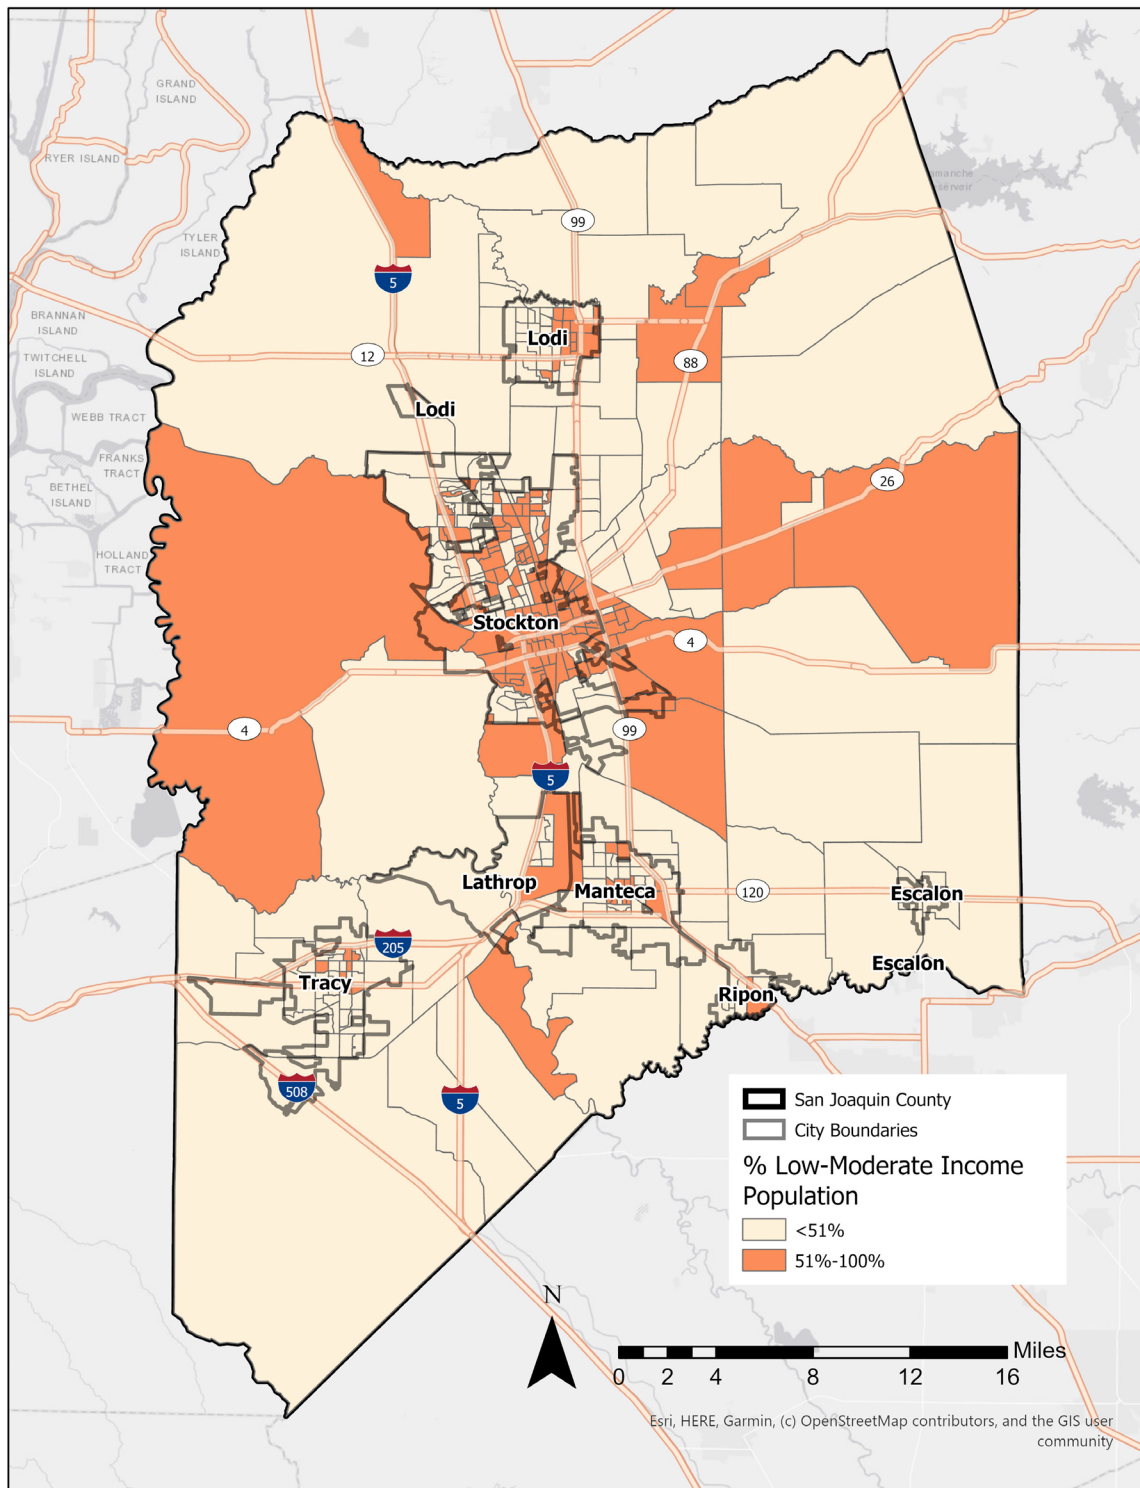 GRAND
ISLAND
RYER ISLAND
99
TYLER
ISLAND
5
BRANNAN
ISLAND
Lodi
12
TWITCHELL
ISLAND
88
Lodi
WEBB TRACT
FRANKS
TRACT
26
BETHEL
ISLAND
HOLLAND
TRACT
Stockton
4
4
99
5
Lathrop
Manteca
120
Escalon
205
Escalon
Tracy
Ripon
508
5
San Joaquin County
City Boundaries
% Low-Moderate Income
Population
<51%
51%-100%
N
Miles
0 2 4 8 12 16
Esri, HERE, Garmin, (c) OpenStreetMap contributors, and the GIS user
community